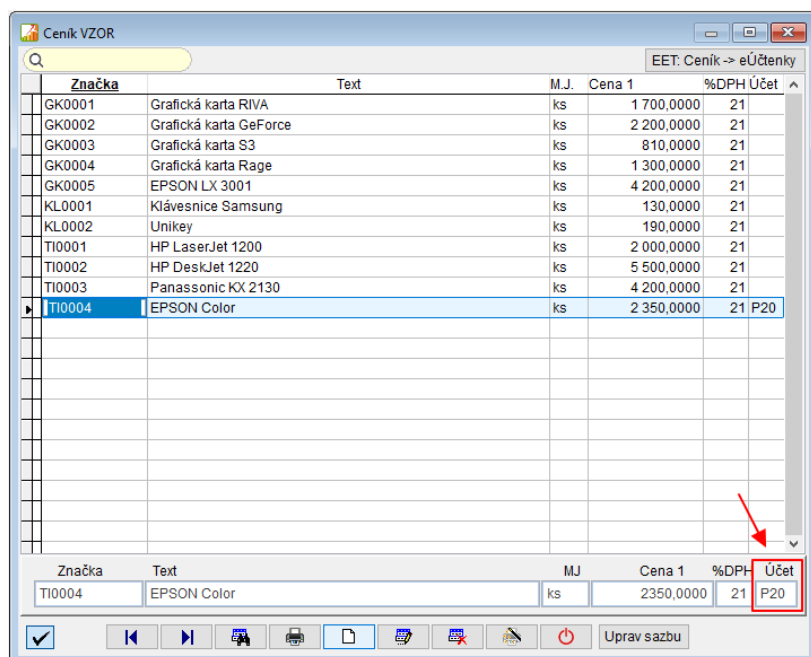 Ceník VZOR
EET: Ceník -> eÚčtenky
Značka Text M.J. Cena 1 %DPH Účet
GK0001 Grafická karta RIVA ks 1 700,0000 21
GK0002 Grafická karta GeForce ks 2 200,0000 21
GK0003 Grafická karta S3 ks 810,0000 21
GK0004 Grafická karta Rage ks 1 300,0000 21
GK0005 EPSON LX 3001 ks 4 200,0000 21
KL0001 Klávesnice Samsung ks 130,0000 21
KL0002 Unikey ks 190,0000 21
TI0001 HP LaserJet 1200 ks 2 000,0000 21
TI0002 HP DeskJet 1220 ks 5 500,0000 21
TI0003 Panassonic KX 2130 ks 4 200,0000 21
TI0004 EPSON Color ks 2 350,0000 21 P20
Značka Text MJ Cena 1 %DPH Účet
TI0004 EPSON Color ks 2350,0000 21 P20
Uprav sazbu